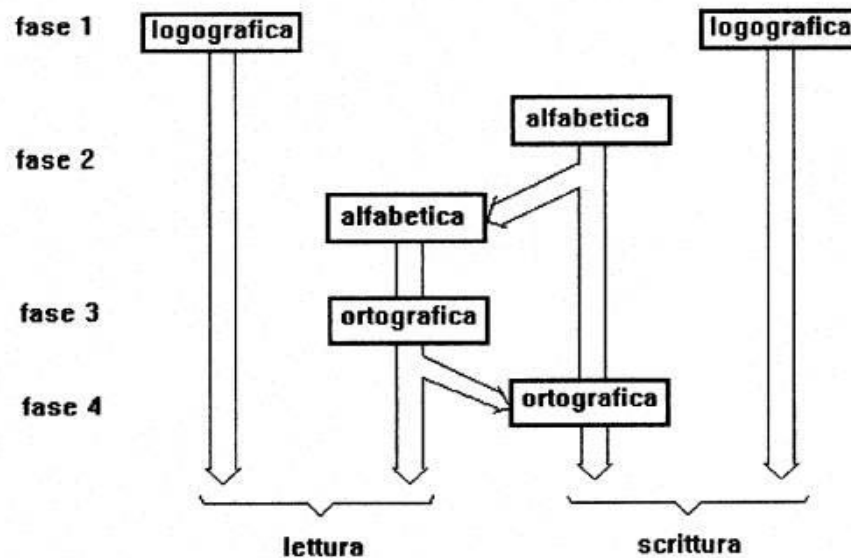 fase 1
logografica
logografica
alfabetica
fase 2
alfabetica
fase 3
ortografica
fase 4
ortografica
lettura
scrittura